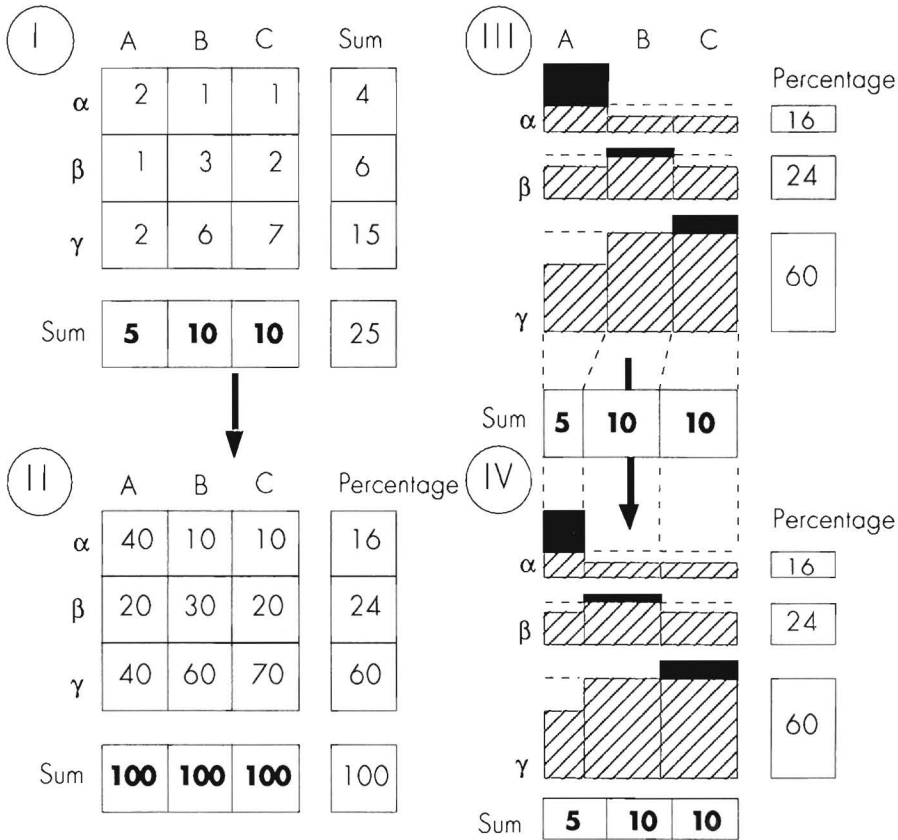 I
A B C Sum
α 2 1 1 4
β 1 3 2 6
γ 2 6 7 15
Sum 5 10 10 25
II
A B C Percentage
α 40 10 10 16
β 20 30 20 24
γ 40 60 70 60
Sum 100 100 100 100
III
A B C
Percentage
α 16
β 24
γ 60
Sum 5 10 10
IV
Percentage
α 16
β 24
γ 60
Sum 5 10 10